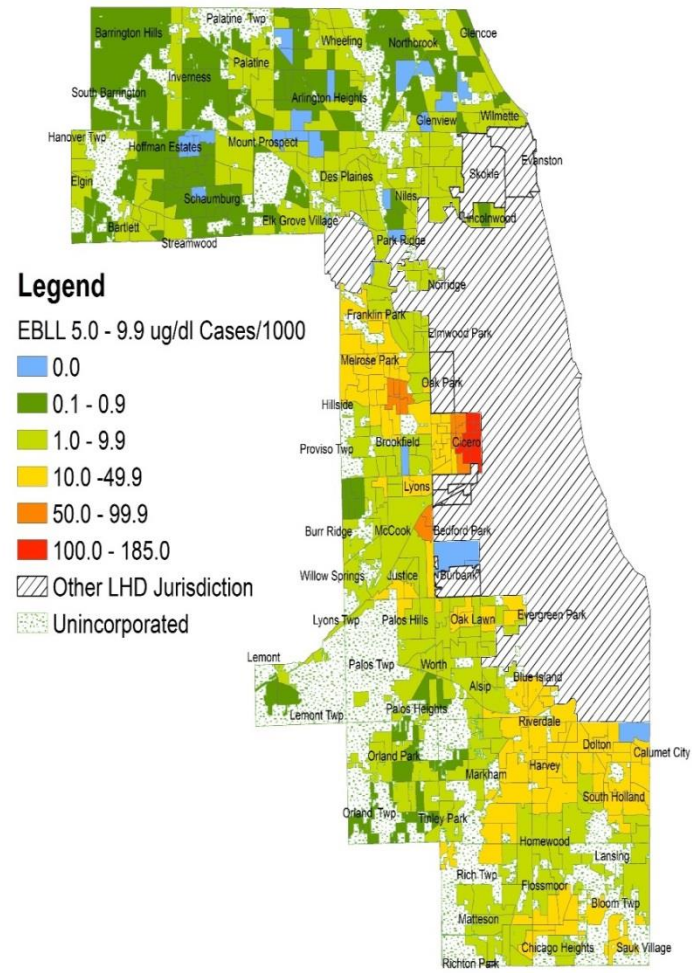 Palatine Twp
Glencoe
Barrington Hills
Wheeling
Northbrook
Palatine
Inverness
South Barrington
Arlington Heights
Glenview
Wilmette
Hanover Twp
Hoffman Estates
Mount Prospect
Evanston
Skokie
Elgin
Des Plaines
Schaumburg
Niles
Lincolnwood
Bartlett
Elk Grove Village
Streamwood
Park Ridge
Norridge
Legend
EBLL 5.0 - 9.9 ug/dl Cases/1000
0.0
0.1 - 0.9
1.0 - 9.9
10.0 -49.9
50.0 - 99.9
100.0 - 185.0
Other LHD Jurisdiction
Unincorporated
Franklin Park
Elmwood Park
Melrose Park
Oak Park
Hillside
Proviso Twp
Brookfield
Cicero
Lyons
Burr Ridge
McCook
Bedford Park
Willow Springs
Justice
Burbank
Lyons Twp
Palos Hills
Oak Lawn
Evergreen Park
Lemont
Palos Twp
Worth
Lemont Twp
Palos Heights
Alsip
Blue Island
Riverdale
Dolton
Calumet City
Orland Park
Markham
Harvey
South Holland
Orland Twp
Tinley Park
Homewood
Lansing
Rich Twp
Flossmoor
Bloom Twp
Matteson
Chicago Heights
Sauk Village
Richton Park